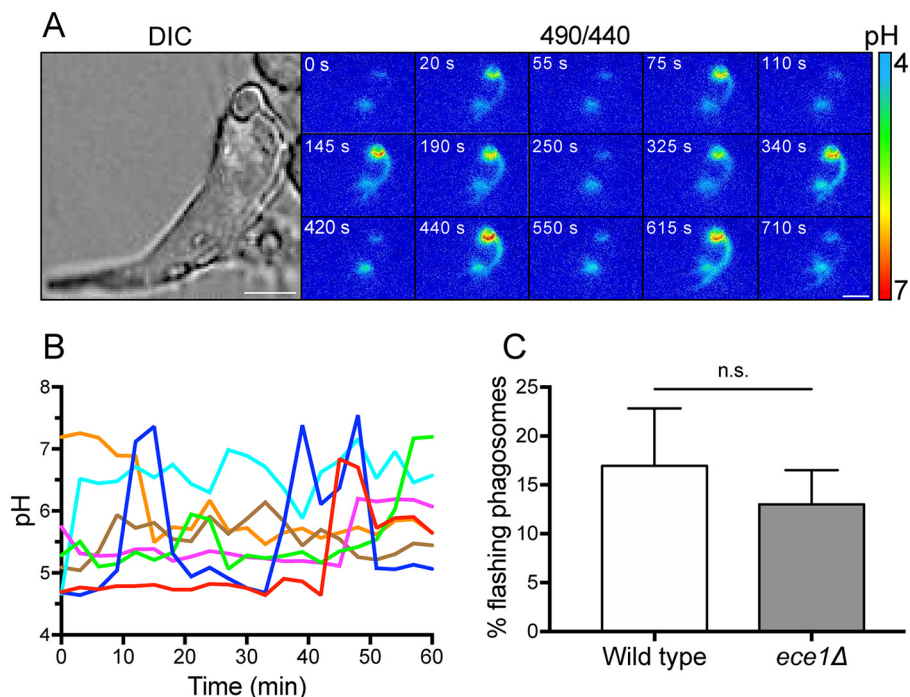 A
DIC
490/440
pH
0 s
20 s
55 s
75 s
110 s
4
145 s
190 s
250 s
325 s
340 s
420 s
440 s
550 s
615 s
710 s
7
B
8
7
6
5
4
pH
0
10
20
30
40
50
60
Time (min)
C
n.s.
25
20
15
10
5
0
% flashing phagosomes
Wild type
ece1Δ